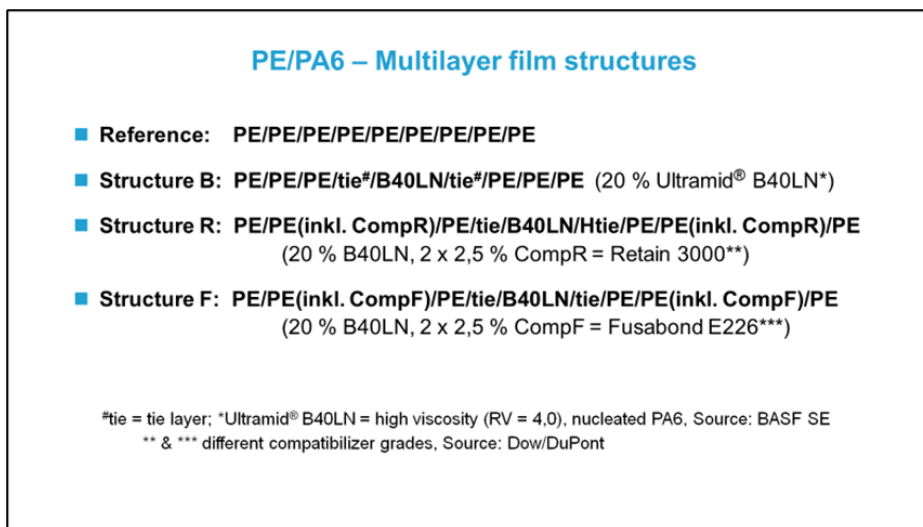 PE/PA6 – Multilayer film structures
■ Reference: PE/PE/PE/PE/PE/PE/PE/PE/PE
■ Structure B: PE/PE/PE/tie#/B40LN/tie#/PE/PE/PE (20 % Ultramid® B40LN*)
■ Structure R: PE/PE(inkl. CompR)/PE/tie/B40LN/Htie/PE/PE(inkl. CompR)/PE
(20 % B40LN, 2 x 2,5 % CompR = Retain 3000**)
■ Structure F: PE/PE(inkl. CompF)/PE/tie/B40LN/tie/PE/PE(inkl. CompF)/PE
(20 % B40LN, 2 x 2,5 % CompF = Fusabond E226***)
#tie = tie layer; *Ultramid® B40LN = high viscosity (RV = 4,0), nucleated PA6, Source: BASF SE
** & *** different compatibilizer grades, Source: Dow/DuPont